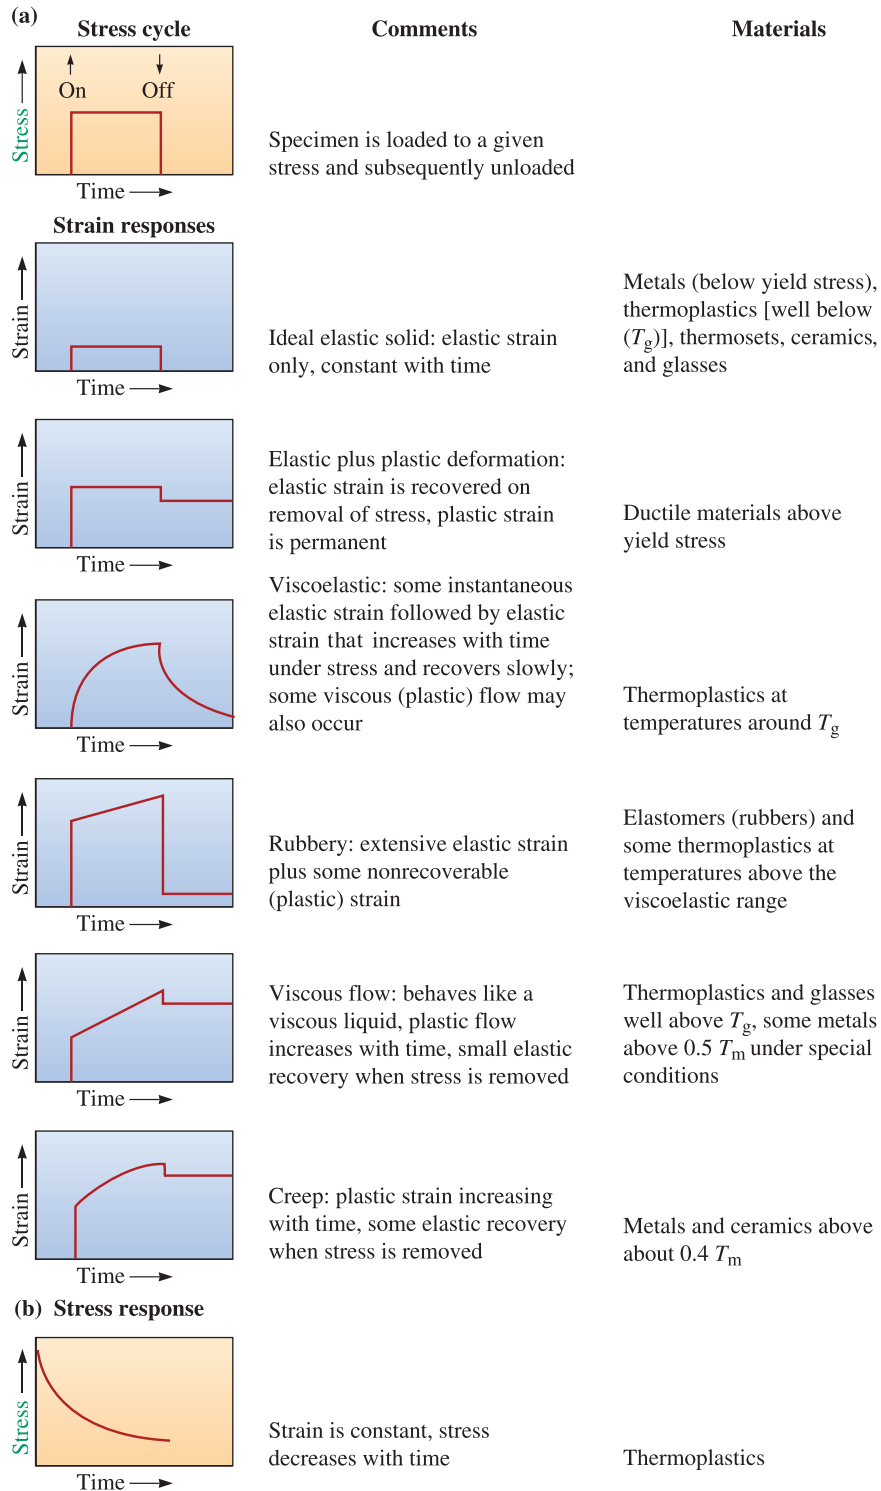 (a)
Stress cycle
Comments
Materials
On
Off
Stress
Time
Specimen is loaded to a given
stress and subsequently unloaded
Strain responses
Strain
Time
Ideal elastic solid: elastic strain
only, constant with time
Metals (below yield stress),
thermoplastics [well below
(Tg)], thermosets, ceramics,
and glasses
Strain
Time
Elastic plus plastic deformation:
elastic strain is recovered on
removal of stress, plastic strain
is permanent
Ductile materials above
yield stress
Strain
Time
Viscoelastic: some instantaneous
elastic strain followed by elastic
strain that increases with time
under stress and recovers slowly;
some viscous (plastic) flow may
also occur
Thermoplastics at
temperatures around Tg
Strain
Time
Rubbery: extensive elastic strain
plus some nonrecoverable
(plastic) strain
Elastomers (rubbers) and
some thermoplastics at
temperatures above the
viscoelastic range
Strain
Time
Viscous flow: behaves like a
viscous liquid, plastic flow
increases with time, small elastic
recovery when stress is removed
Thermoplastics and glasses
well above Tg, some metals
above 0.5 Tm under special
conditions
Strain
Time
Creep: plastic strain increasing
with time, some elastic recovery
when stress is removed
Metals and ceramics above
about 0.4 Tm
(b) Stress response
Stress
Time
Strain is constant, stress
decreases with time
Thermoplastics